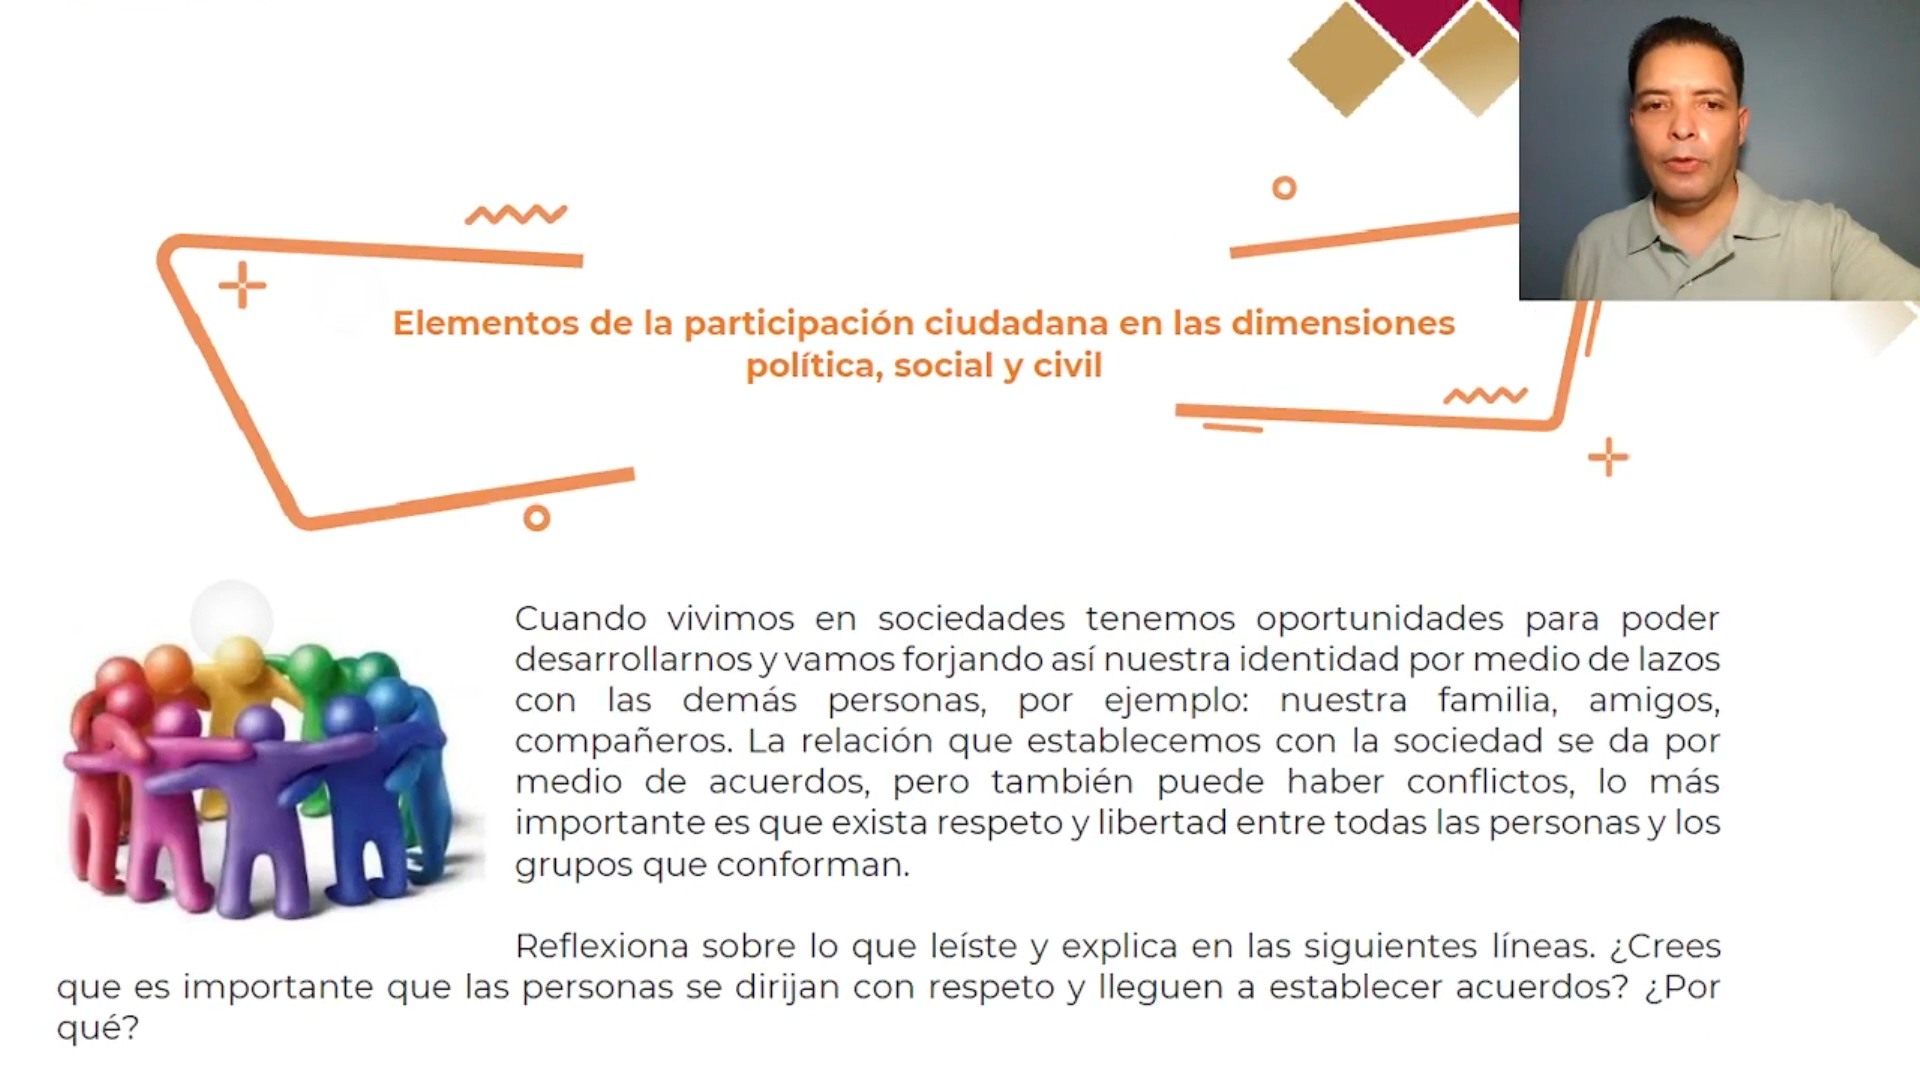 Elementos de la participación ciudadana en las dimensiones
política, social y civil
Cuando vivimos en sociedades tenemos oportunidades para poder
desarrollarnos y vamos forjando así nuestra identidad por medio de lazos
con las demás personas, por ejemplo: nuestra familia, amigos,
compañeros. La relación que establecemos con la sociedad se da por
medio de acuerdos, pero también puede haber conflictos, lo más
importante es que exista respeto y libertad entre todas las personas y los
grupos que conforman.
Reflexiona sobre lo que leíste y explica en las siguientes líneas. ¿Crees
que es importante que las personas se dirijan con respeto y lleguen a establecer acuerdos? ¿Por
qué?